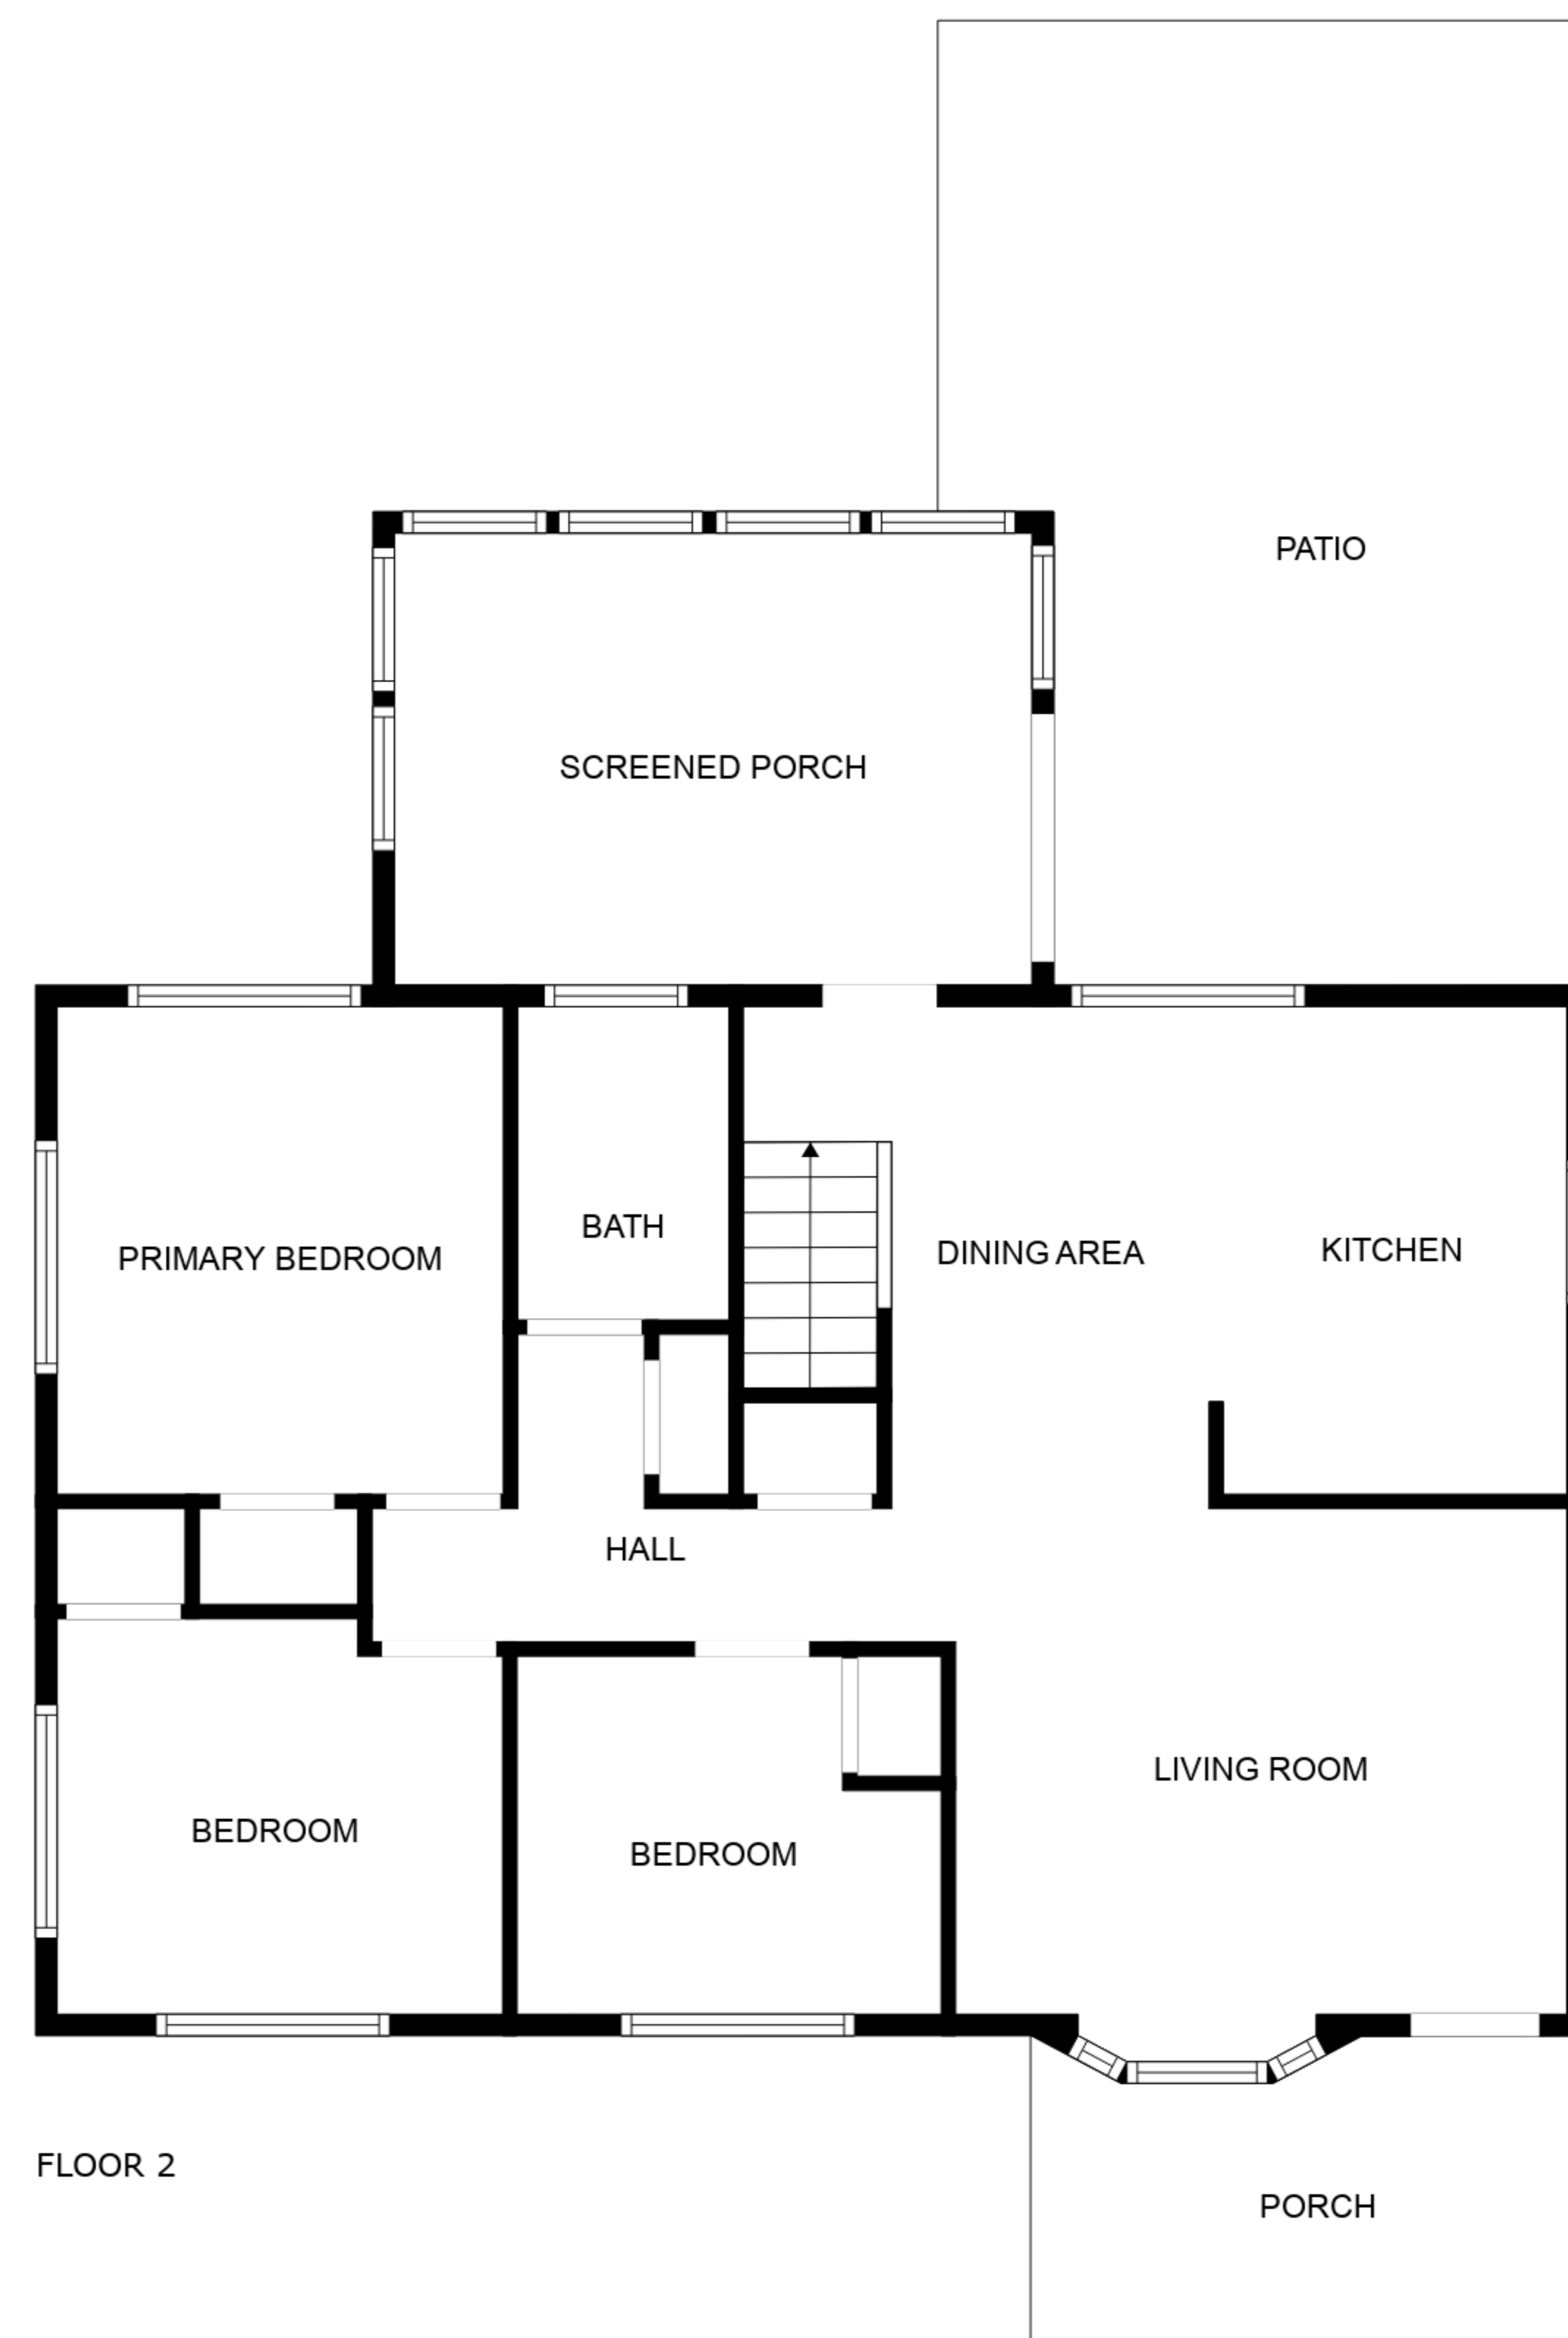 PATIO
SCREENED PORCH
BATH
PRIMARY BEDROOM
DINING AREA
KITCHEN
HALL
LIVING ROOM
BEDROOM
BEDROOM
FLOOR 2
PORCH